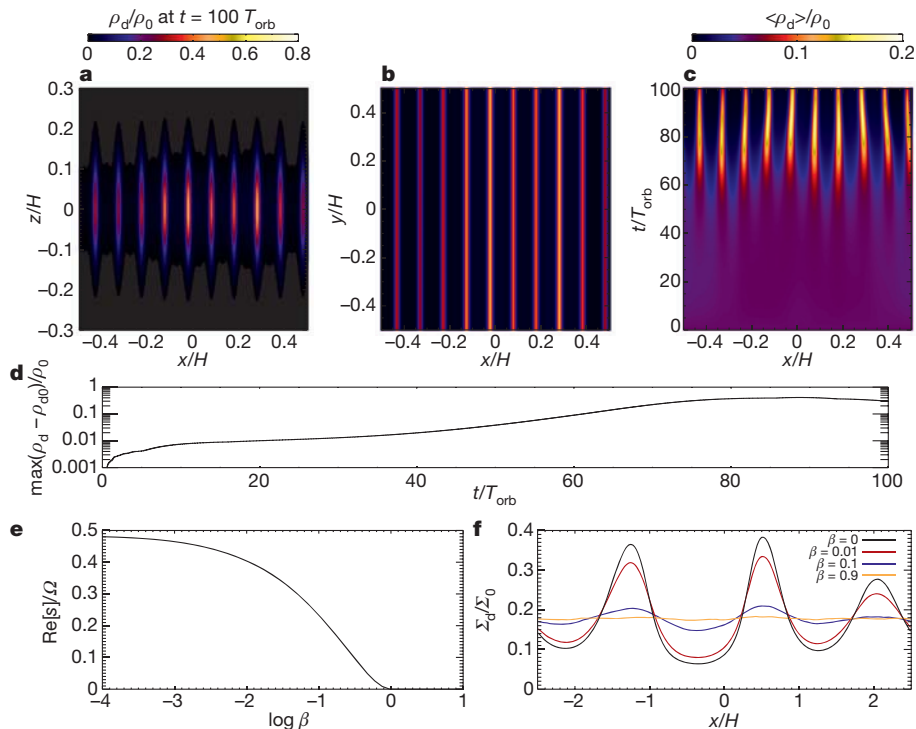 ρd/ρ0 at t = 100 Torb
0 0.2 0.4 0.6 0.8
<ρd>/ρ0
0 0.1 0.2
a
0.3
0.2
0.1
0
−0.1
−0.2
−0.3
z/H
−0.4 −0.2 0 0.2 0.4
x/H
b
0.4
0.2
0
−0.2
−0.4
y/H
−0.4 −0.2 0 0.2 0.4
x/H
c
100
80
60
40
20
0
t/Torb
−0.4 −0.2 0 0.2 0.4
x/H
d
max(ρd − ρd0)/ρ0
1
0.1
0.01
0.001
0 20 40 60 80 100
t/Torb
e
0.5
0.4
0.3
0.2
0.1
0
Re[s]/Ω
−4 −3 −2 −1 0 1
log β
f
0.4
0.3
0.2
0.1
0
Σd/Σ0
β = 0
β = 0.01
β = 0.1
β = 0.9
−2 −1 0 1 2
x/H